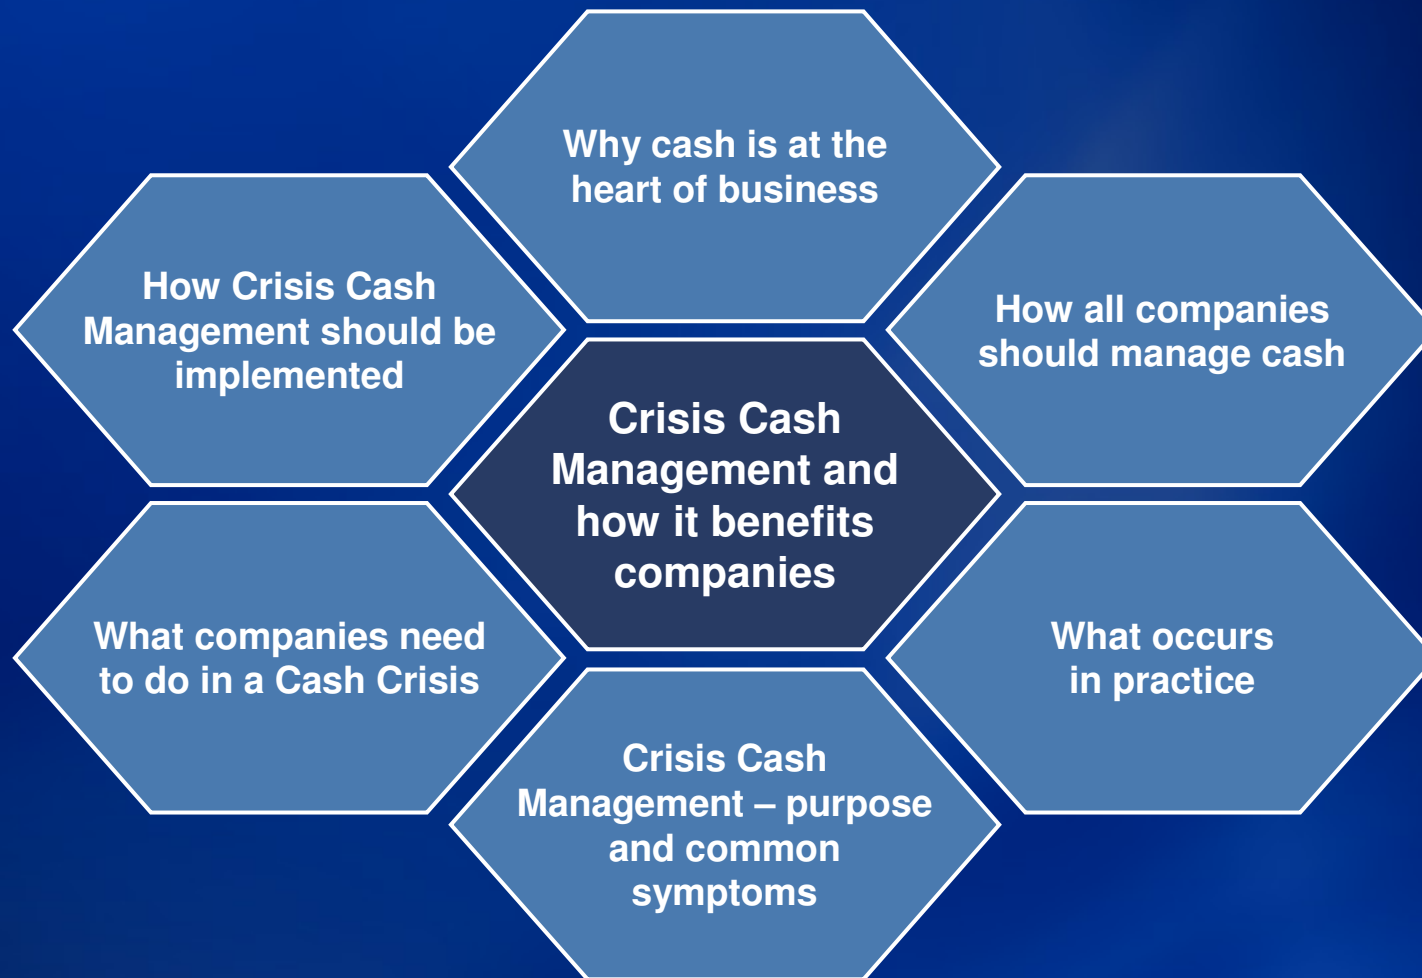 Why cash is at the
heart of business
How all companies
should manage cash
What occurs
in practice
Crisis Cash
Management – purpose
and common
symptoms
What companies need
to do in a Cash Crisis
How Crisis Cash
Management should be
implemented
Crisis Cash
Management and
how it benefits
companies